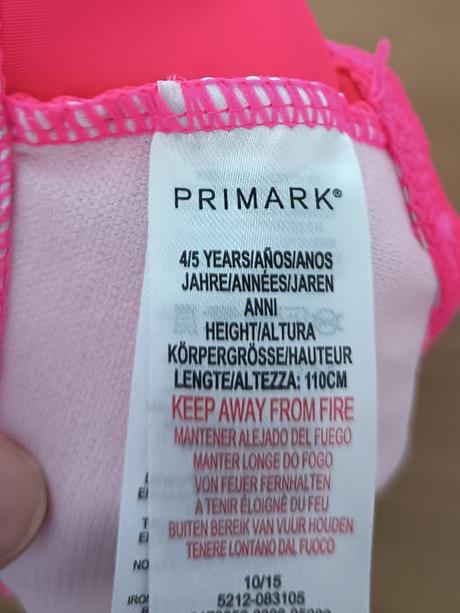 PRIMARK®
4/5 YEARS/AÑOS/ANOS
JAHRE/ANNÉES/JAREN
ANNI
HEIGHT/ALTURA
KÖRPERGRÖSSE/HAUTEUR
LENGTE/ALTEZZA: 110CM
KEEP AWAY FROM FIRE
MANTENER ALEJADO DEL FUEGO
MANTER LONGE DO FOGO
VON FEUER FERNHALTEN
A TENIR ÉLOIGNÉ DU FEU
BUITEN BEREIK VAN VUUR HOUDEN
TENERE LONTANO DAL FUOCO
10/15
5212-083105